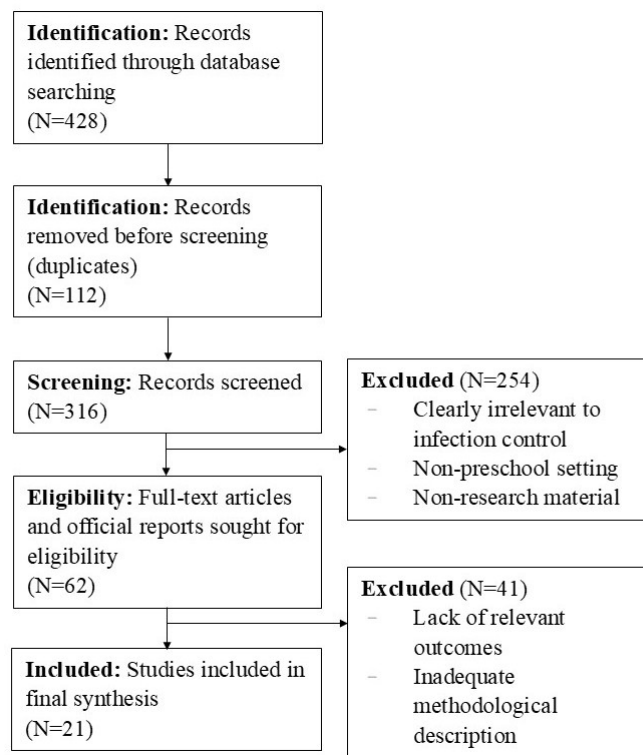 Identification: Records
identified through database
searching
(N=428)
Identification: Records
removed before screening
(duplicates)
(N=112)
Screening: Records screened
(N=316)
Excluded (N=254)
- Clearly irrelevant to
infection control
- Non-preschool setting
- Non-research material
Eligibility: Full-text articles
and official reports sought for
eligibility
(N=62)
Excluded (N=41)
- Lack of relevant
outcomes
- Inadequate
methodological
description
Included: Studies included in
final synthesis
(N=21)